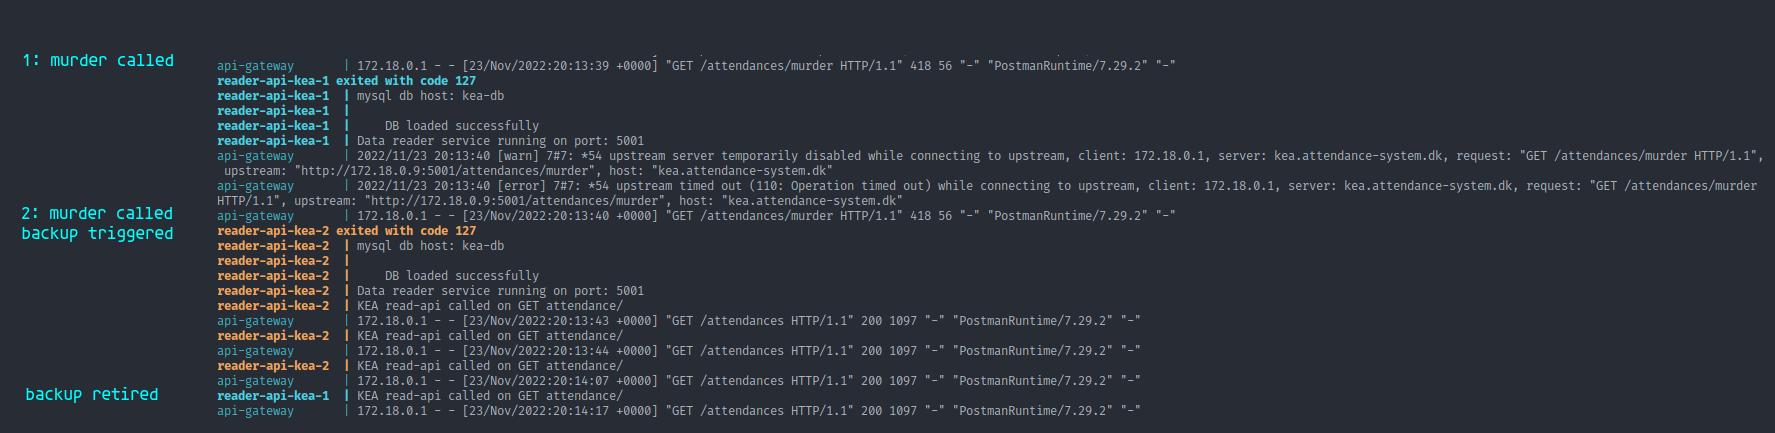 1: murder called
api-gateway | 172.18.0.1 - - [23/Nov/2022:20:13:39 +0000] "GET /attendances/murder HTTP/1.1" 418 56 "-" "PostmanRuntime/7.29.2" "-"
reader-api-kea-1 exited with code 127
reader-api-kea-1 | mysql db host: kea-db
reader-api-kea-1 |
reader-api-kea-1 | DB loaded successfully
reader-api-kea-1 | Data reader service running on port: 5001
api-gateway | 2022/11/23 20:13:40 [warn] 7#7: *54 upstream server temporarily disabled while connecting to upstream, client: 172.18.0.1, server: kea.attendance-system.dk, request: "GET /attendances/murder HTTP/1.1",
upstream: "http://172.18.0.9:5001/attendances/murder", host: "kea.attendance-system.dk"
api-gateway | 2022/11/23 20:13:40 [error] 7#7: *54 upstream timed out (110: Operation timed out) while connecting to upstream, client: 172.18.0.1, server: kea.attendance-system.dk, request: "GET /attendances/murder
HTTP/1.1", upstream: "http://172.18.0.9:5001/attendances/murder", host: "kea.attendance-system.dk"
2: murder called
backup triggered
api-gateway | 172.18.0.1 - - [23/Nov/2022:20:13:40 +0000] "GET /attendances/murder HTTP/1.1" 418 56 "-" "PostmanRuntime/7.29.2" "-"
reader-api-kea-2 exited with code 127
reader-api-kea-2 | mysql db host: kea-db
reader-api-kea-2 |
reader-api-kea-2 | DB loaded successfully
reader-api-kea-2 | Data reader service running on port: 5001
reader-api-kea-2 | KEA read-api called on GET attendance/
api-gateway | 172.18.0.1 - - [23/Nov/2022:20:13:43 +0000] "GET /attendances HTTP/1.1" 200 1097 "-" "PostmanRuntime/7.29.2" "-"
reader-api-kea-2 | KEA read-api called on GET attendance/
api-gateway | 172.18.0.1 - - [23/Nov/2022:20:13:44 +0000] "GET /attendances HTTP/1.1" 200 1097 "-" "PostmanRuntime/7.29.2" "-"
reader-api-kea-2 | KEA read-api called on GET attendance/
api-gateway | 172.18.0.1 - - [23/Nov/2022:20:14:07 +0000] "GET /attendances HTTP/1.1" 200 1097 "-" "PostmanRuntime/7.29.2" "-"
backup retired
reader-api-kea-1 | KEA read-api called on GET attendance/
api-gateway | 172.18.0.1 - - [23/Nov/2022:20:14:17 +0000] "GET /attendances HTTP/1.1" 200 1097 "-" "PostmanRuntime/7.29.2" "-"